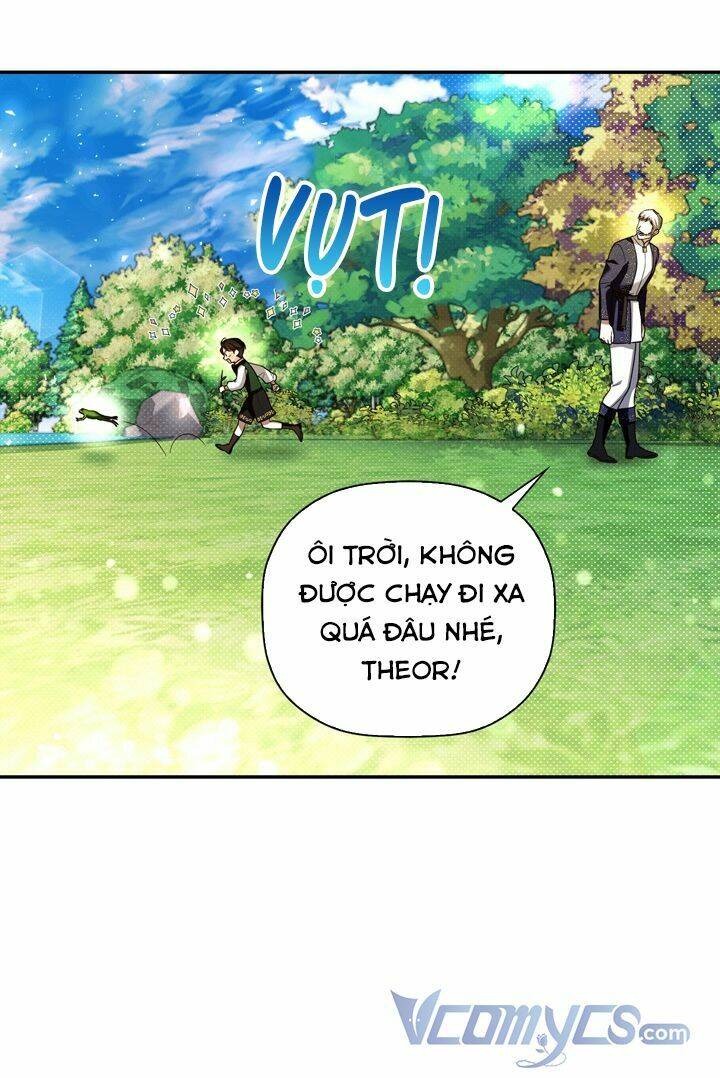 VỤT!
ÔI TRỜI, KHÔNG
ĐƯỢC CHẠY ĐI XA
QUÁ ĐÂU NHÉ,
THEOR!
VCOMYCS.com